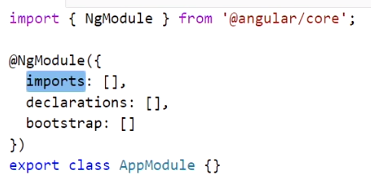 import { NgModule } from '@angular/core';
@NgModule({
imports: [],
declarations: [],
bootstrap: []
})
export class AppModule {}